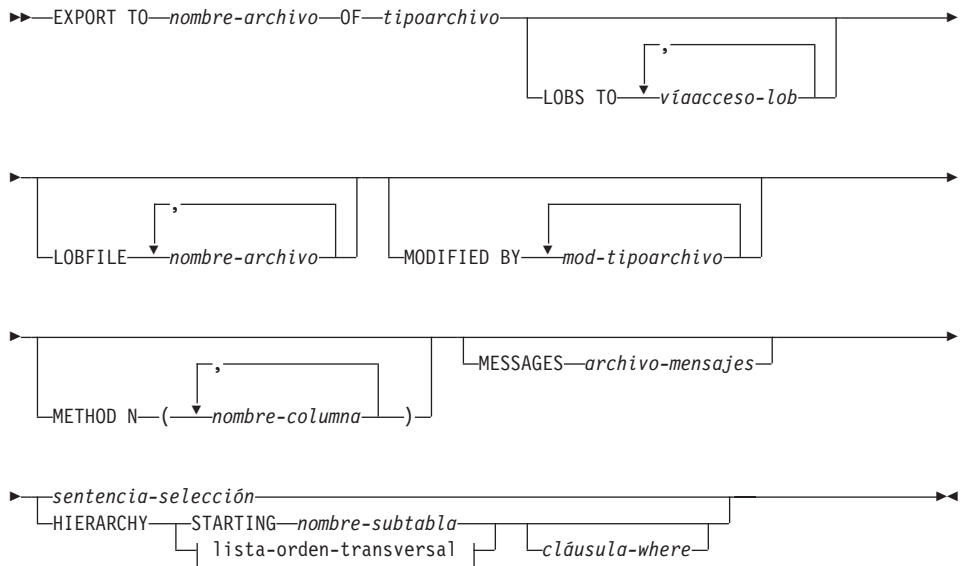 EXPORT TO nombre-archivo OF tipoarchivo
,
LOBS TO víaacceso-lob
, 
LOBFILE nombre-archivo MODIFIED BY mod-tipoarchivo
,
METHOD N ( nombre-columna ) MESSAGES archivo-mensajes
sentencia-selección
HIERARCHY STARTING nombre-subtabla
lista-orden-transversal cláusula-where